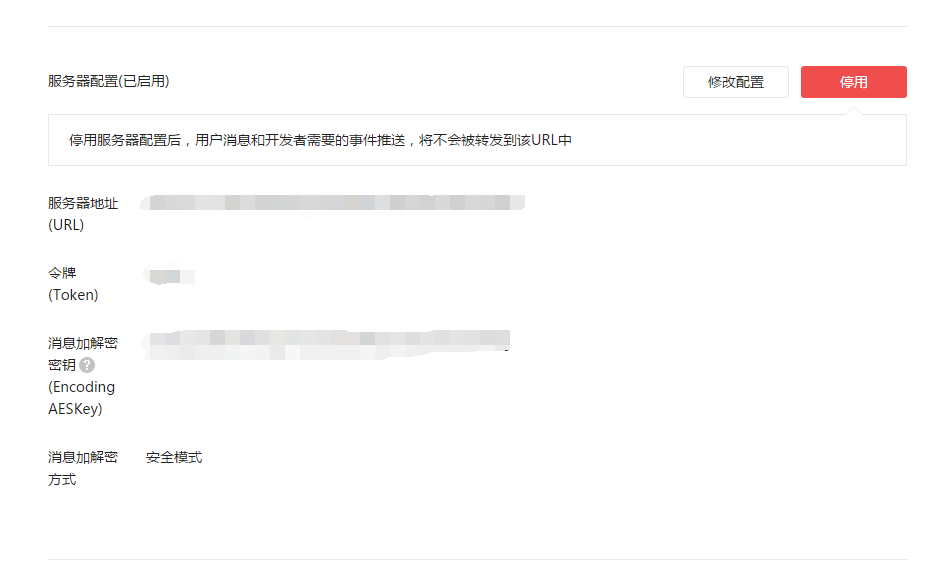 服务器配置(已启用)
修改配置
停用
停用服务器配置后，用户消息和开发者需要的事件推送，将不会被转发到该URL中
服务器地址
(URL)
令牌
(Token)
消息加解密
密钥 ?
(Encoding
AESKey)
消息加解密
方式
安全模式